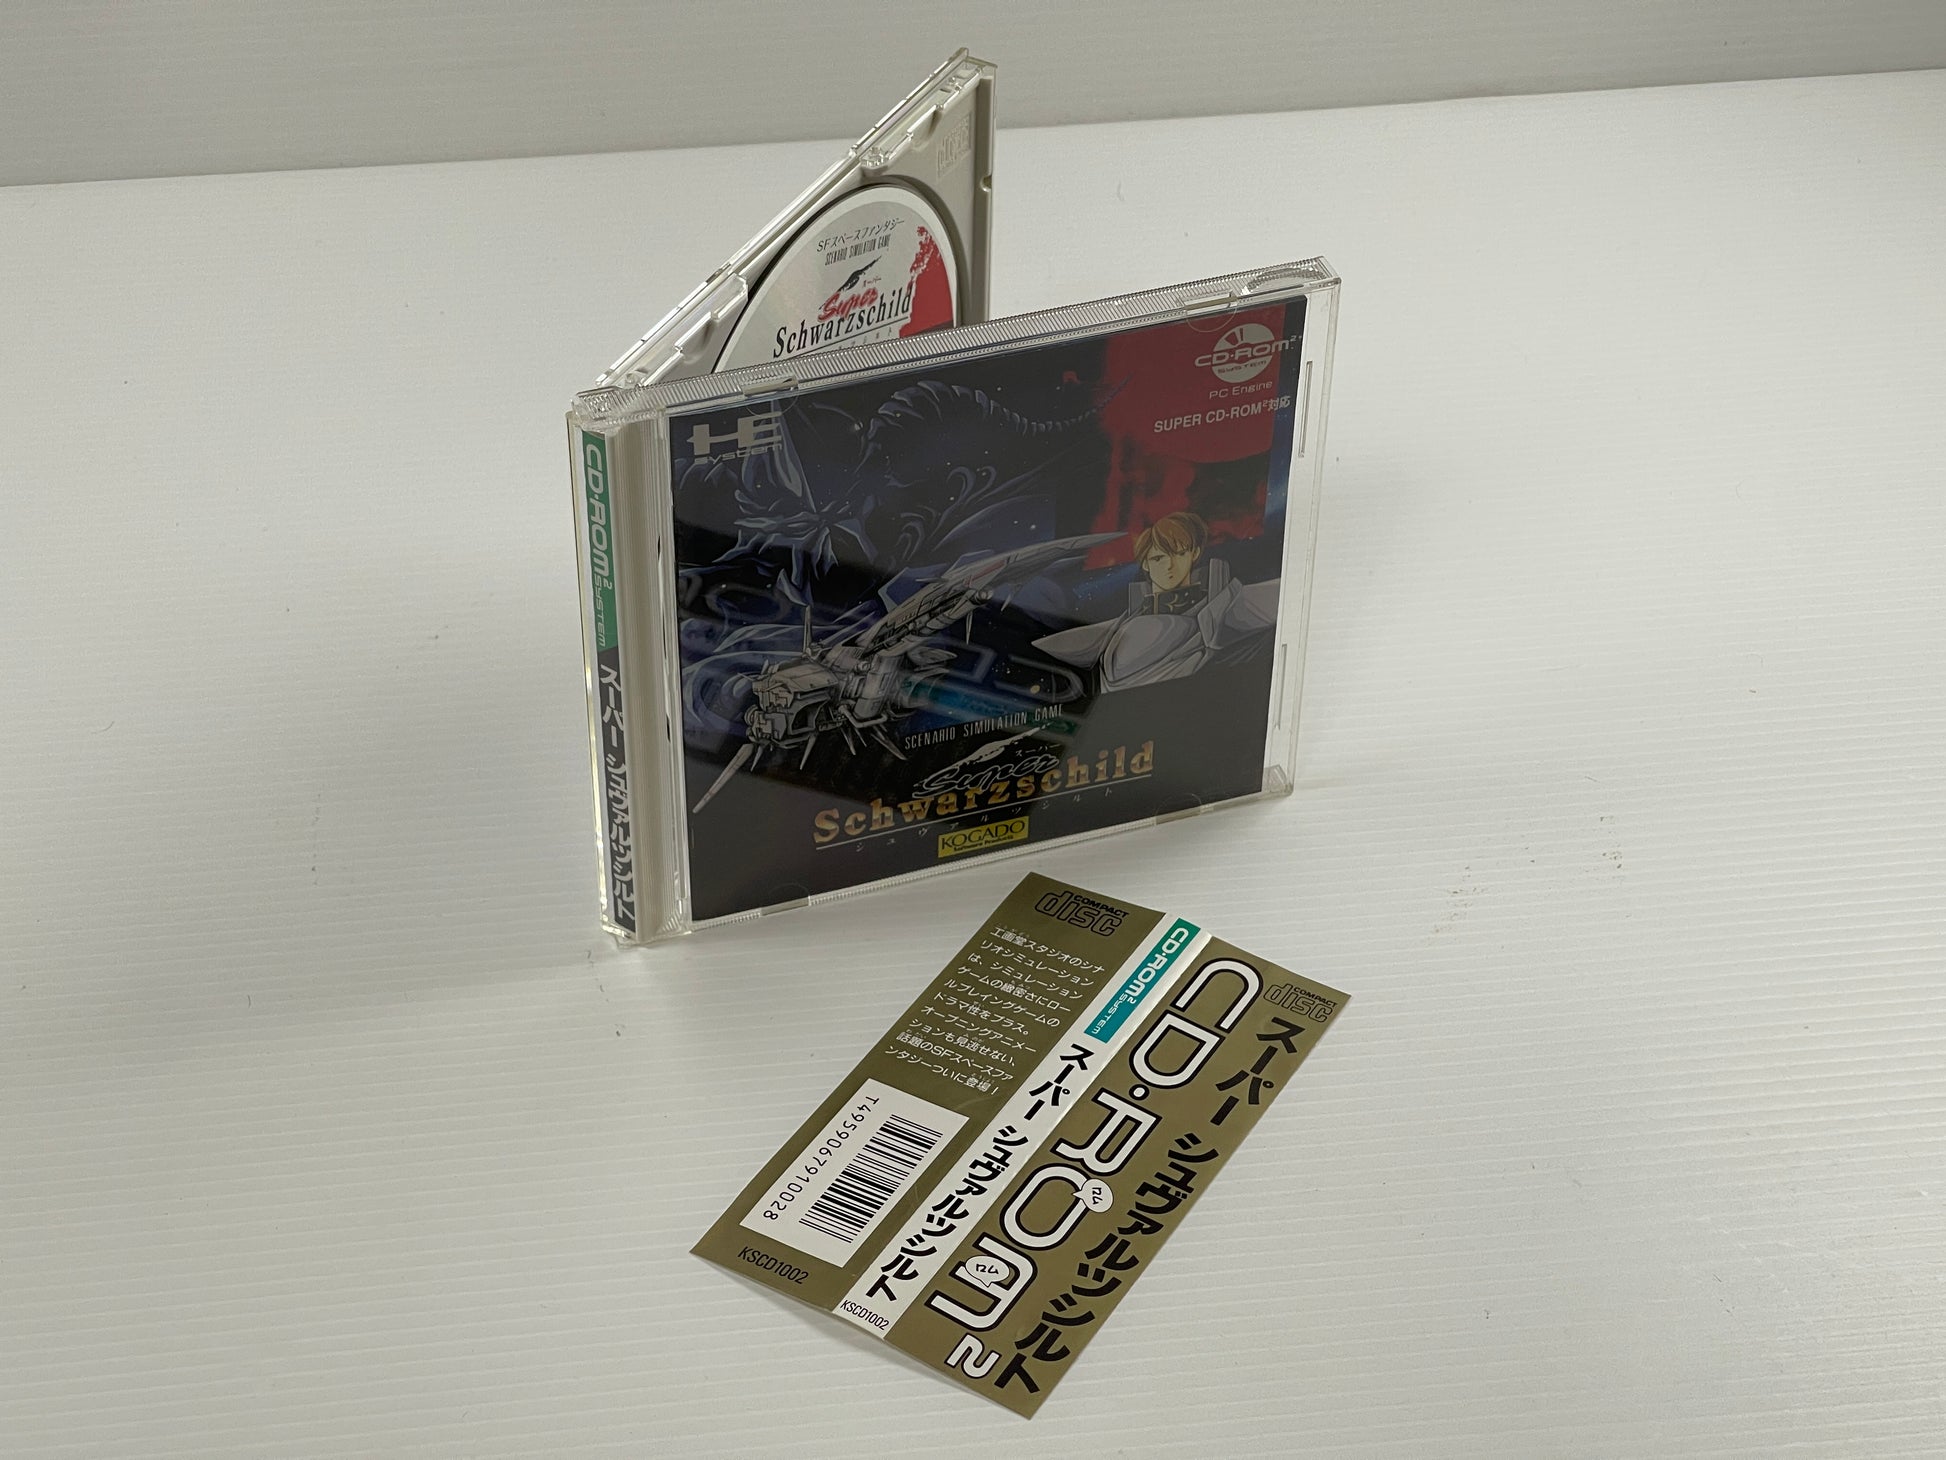 SFスペースファンタジー
SCENARIO SIMULATION GAME
スーパー
Super
Schwarzschild
HE
system
CD-ROM²
SYSTEM
PC Engine
SUPER CD-ROM²対応
SCENARIO SIMULATION GAME
スーパー
Super
Schwarzschild
シュヴァルツシルト
KOGADO
Software Products
CD-ROM² SYSTEM
スーパー シュヴァルツシルト
COMPACT
disc
工画堂スタジオのシナ
リオシミュレーション
は、シミュレーション
ゲームの緻密さにロー
ルプレイングゲームの
ドラマ性をプラス。
オープニングアニメー
ションも見逃せない、
話題のSFスペースファ
ンタジーついに登場!
T4959067910028
KSCD1002
CD-ROM² SYSTEM
スーパー シュヴァルツシルト
KSCD1002
COMPACT
disc
CD-ROM²
ロム
ロム
スーパー シュヴァルツシルト